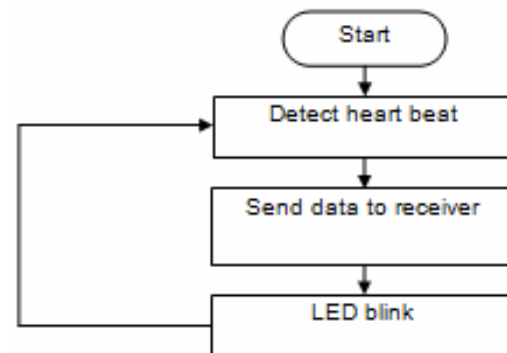 Start
Detect heart beat
Send data to receiver
LED blink